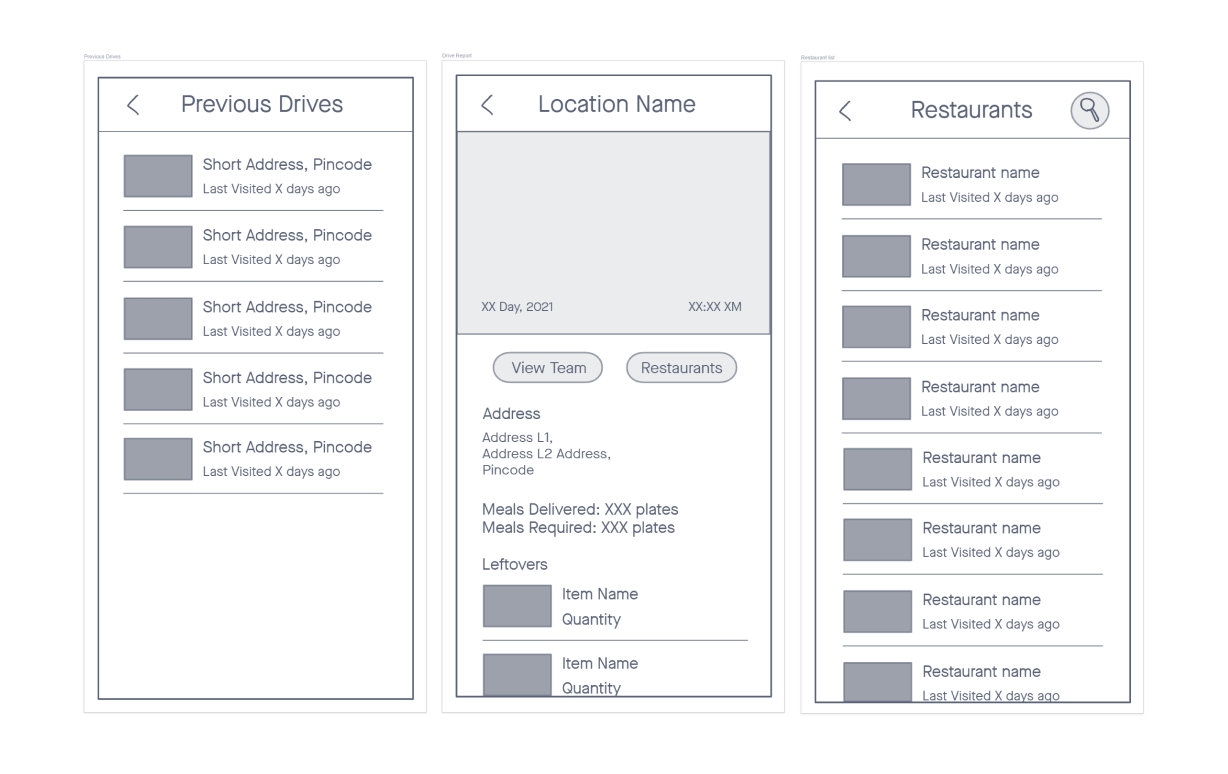 Previous Drives
Previous Drives
Short Address, Pincode
Last Visited X days ago
Short Address, Pincode
Last Visited X days ago
Short Address, Pincode
Last Visited X days ago
Short Address, Pincode
Last Visited X days ago
Short Address, Pincode
Last Visited X days ago
Drive Report
Location Name
XX Day, 2021
XX:XX XM
View Team
Restaurants
Address
Address L1,
Address L2 Address,
Pincode
Meals Delivered: XXX plates
Meals Required: XXX plates
Leftovers
Item Name
Quantity
Item Name
Quantity
Restaurant list
Restaurants
Restaurant name
Last Visited X days ago
Restaurant name
Last Visited X days ago
Restaurant name
Last Visited X days ago
Restaurant name
Last Visited X days ago
Restaurant name
Last Visited X days ago
Restaurant name
Last Visited X days ago
Restaurant name
Last Visited X days ago
Restaurant name
Last Visited X days ago